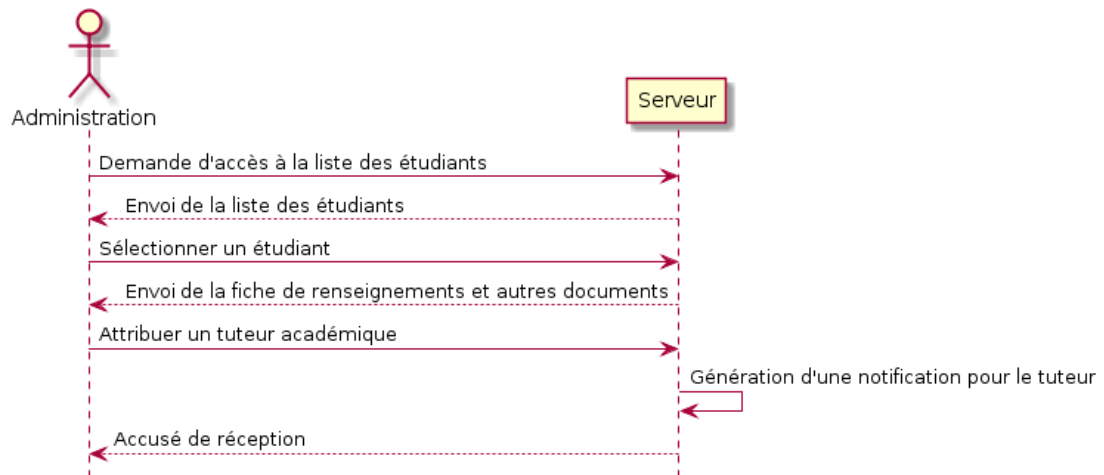 Administration
Serveur
Demande d'accès à la liste des étudiants
Envoi de la liste des étudiants
Sélectionner un étudiant
Envoi de la fiche de renseignements et autres documents
Attribuer un tuteur académique
Génération d'une notification pour le tuteur
Accusé de réception